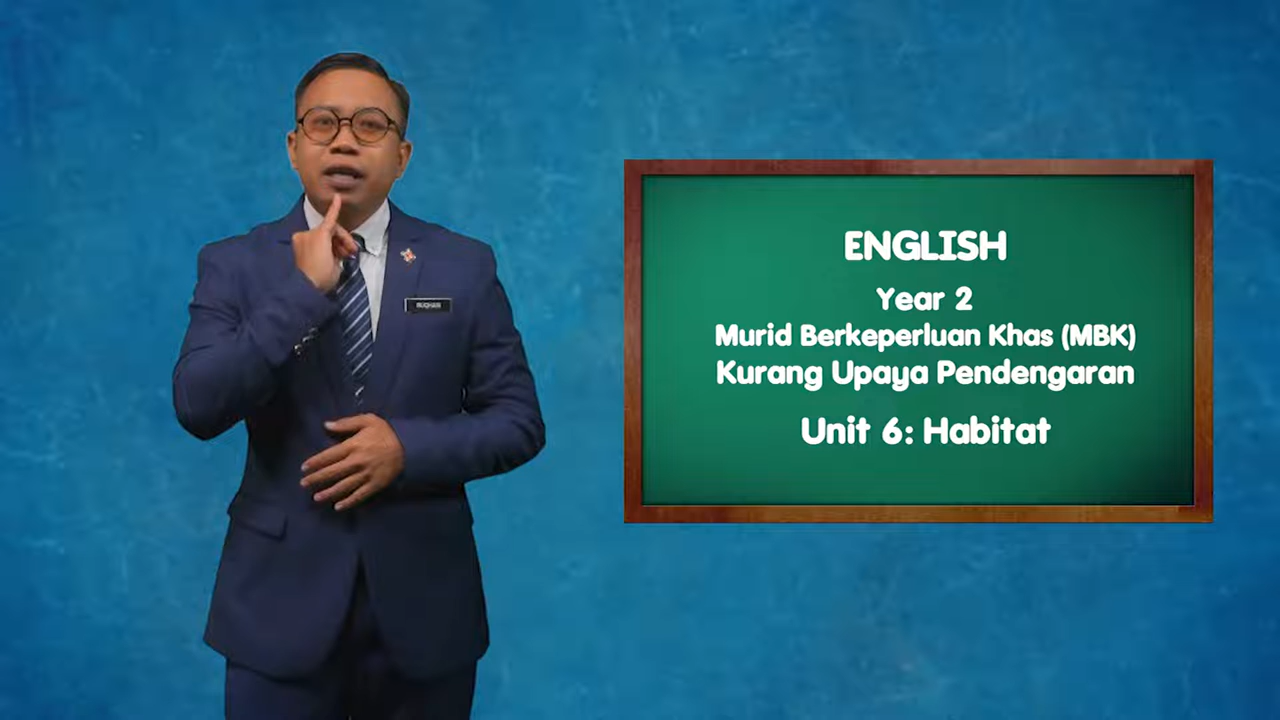 ENGLISH
Year 2
Murid Berkeperluan Khas (MBK)
Kurang Upaya Pendengaran
Unit 6: Habitat